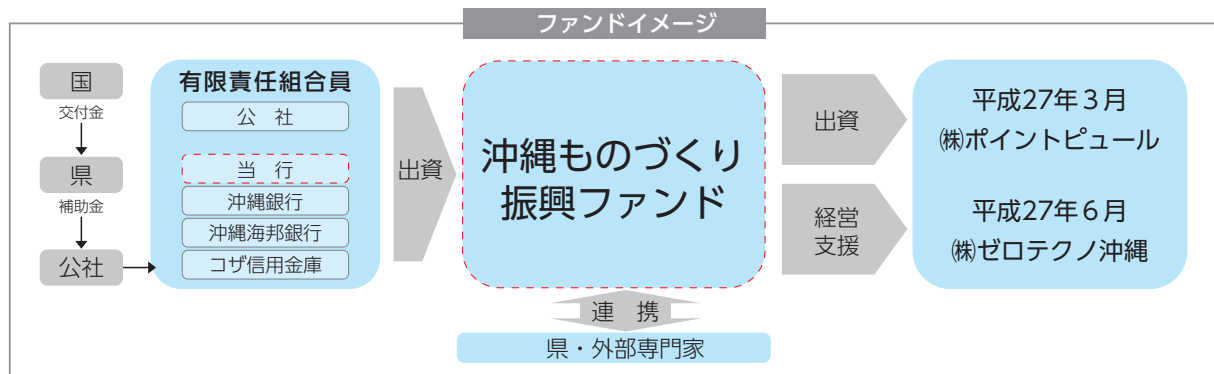 ファンドイメージ
国
交付金
県
補助金
公社
有限責任組合員
公　社
当　行
沖縄銀行
沖縄海邦銀行
コザ信用金庫
出資
沖縄ものづくり
振興ファンド
連　携
県・外部専門家
出資
経営
支援
平成27年３月
㈱ポイントピュール
平成27年６月
㈱ゼロテクノ沖縄